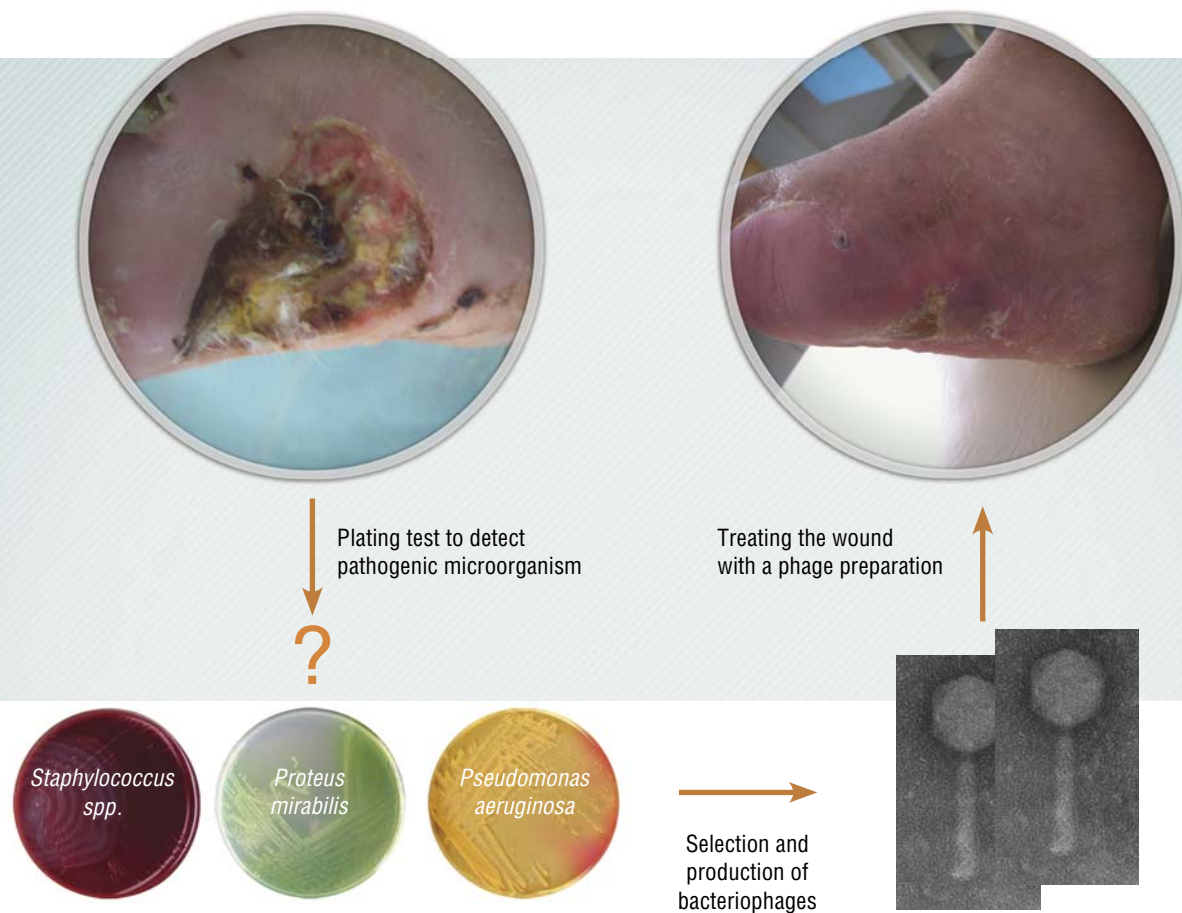 Plating test to detect
pathogenic microorganism
Treating the wound
with a phage preparation
?
Staphylococcus
spp.
Proteus
mirabilis
Pseudomonas
aeruginosa
Selection and
production of
bacteriophages